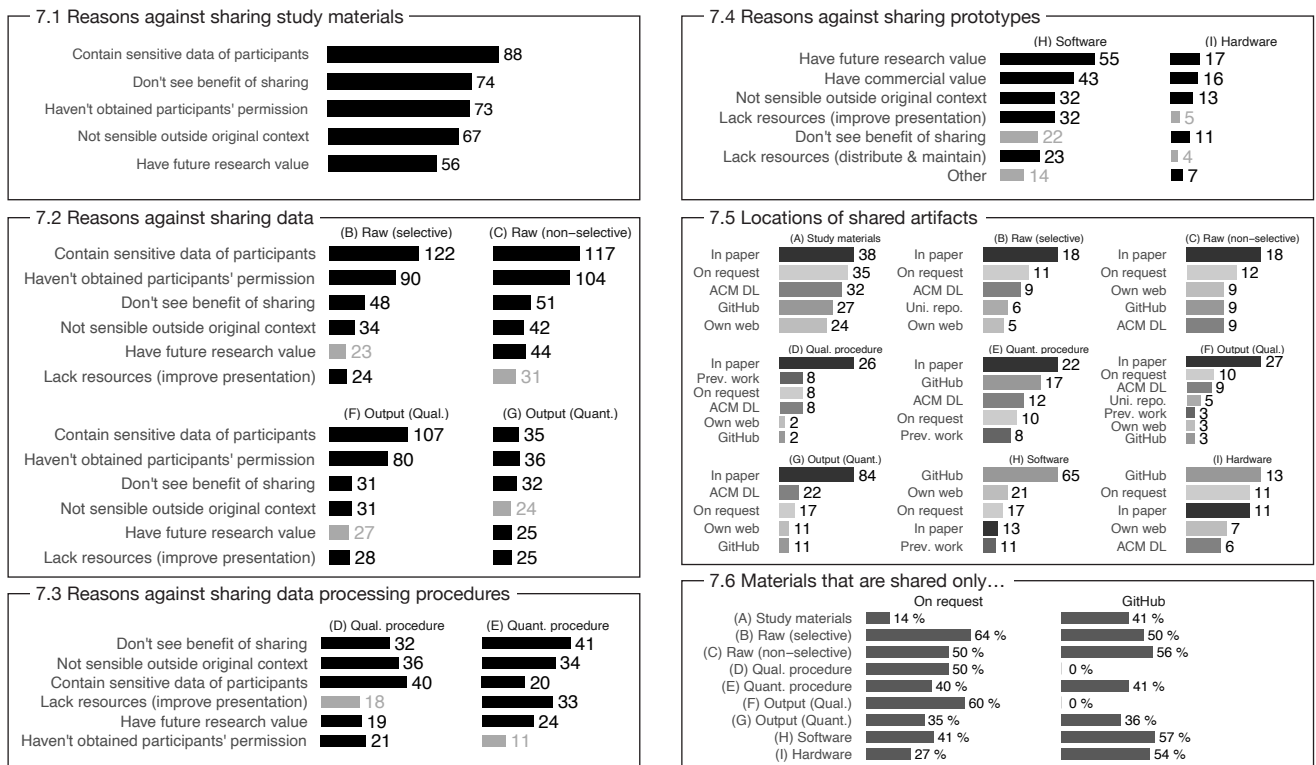 7.1 Reasons against sharing study materials
Contain sensitive data of participants 88
Don't see benefit of sharing 74
Haven't obtained participants' permission 73
Not sensible outside original context 67
Have future research value 56
7.2 Reasons against sharing data
(B) Raw (selective) (C) Raw (non-selective)
Contain sensitive data of participants 122 117
Haven't obtained participants' permission 90 104
Don't see benefit of sharing 48 51
Not sensible outside original context 34 42
Have future research value 23 44
Lack resources (improve presentation) 24 31
(F) Output (Qual.) (G) Output (Quant.)
Contain sensitive data of participants 107 35
Haven't obtained participants' permission 80 36
Don't see benefit of sharing 31 32
Not sensible outside original context 31 24
Have future research value 27 25
Lack resources (improve presentation) 28 25
7.3 Reasons against sharing data processing procedures
(D) Qual. procedure (E) Quant. procedure
Don't see benefit of sharing 32 41
Not sensible outside original context 36 34
Contain sensitive data of participants 40 20
Lack resources (improve presentation) 18 33
Have future research value 19 24
Haven't obtained participants' permission 21 11
7.4 Reasons against sharing prototypes
(H) Software (I) Hardware
Have future research value 55 17
Have commercial value 43 16
Not sensible outside original context 32 13
Lack resources (improve presentation) 32 5
Don't see benefit of sharing 22 11
Lack resources (distribute & maintain) 23 4
Other 14 7
7.5 Locations of shared artifacts
(A) Study materials
In paper 38
On request 35
ACM DL 32
GitHub 27
Own web 24
(B) Raw (selective)
In paper 18
On request 11
ACM DL 9
Uni. repo. 6
Own web 5
(C) Raw (non-selective)
In paper 18
On request 12
Own web 9
GitHub 9
ACM DL 9
(D) Qual. procedure
In paper 26
Prev. work 8
On request 8
ACM DL 8
Own web 2
GitHub 2
(E) Quant. procedure
In paper 22
GitHub 17
ACM DL 12
On request 10
Prev. work 8
(F) Output (Qual.)
In paper 27
On request 10
ACM DL 9
Uni. repo. 5
Prev. work 3
Own web 3
GitHub 3
(G) Output (Quant.)
In paper 84
ACM DL 22
On request 17
Own web 11
GitHub 11
(H) Software
GitHub 65
Own web 21
On request 17
In paper 13
Prev. work 11
(I) Hardware
GitHub 13
On request 11
In paper 11
Own web 7
ACM DL 6
7.6 Materials that are shared only…
On request GitHub
(A) Study materials 14 % 41 %
(B) Raw (selective) 64 % 50 %
(C) Raw (non-selective) 50 % 56 %
(D) Qual. procedure 50 % 0 %
(E) Quant. procedure 40 % 41 %
(F) Output (Qual.) 60 % 0 %
(G) Output (Quant.) 35 % 36 %
(H) Software 41 % 57 %
(I) Hardware 27 % 54 %